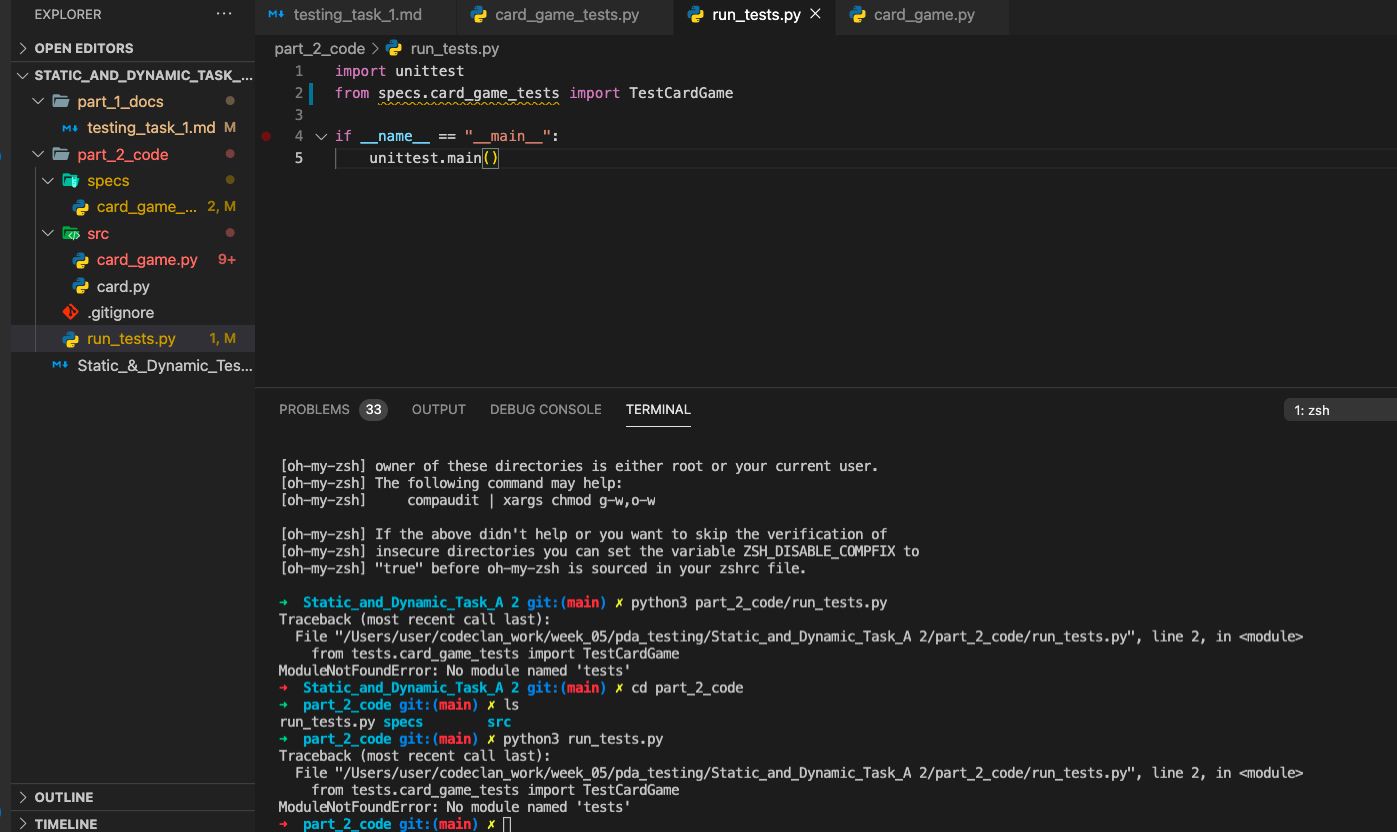 EXPLORER ...
OPEN EDITORS
STATIC_AND_DYNAMIC_TASK_...
part_1_docs
testing_task_1.md M
part_2_code
specs
card_game_... 2, M
src
card_game.py 9+
card.py
.gitignore
run_tests.py 1, M
Static_&_Dynamic_Tes...
OUTLINE
TIMELINE
testing_task_1.md card_game_tests.py run_tests.py × card_game.py
part_2_code > run_tests.py
1 import unittest
2 from specs.card_game_tests import TestCardGame
3
4 if __name__ == "__main__":
5 unittest.main()
PROBLEMS 33 OUTPUT DEBUG CONSOLE TERMINAL 1: zsh
[oh-my-zsh] owner of these directories is either root or your current user.
[oh-my-zsh] The following command may help:
[oh-my-zsh] compaudit | xargs chmod g-w,o-w
[oh-my-zsh] If the above didn't help or you want to skip the verification of
[oh-my-zsh] insecure directories you can set the variable ZSH_DISABLE_COMPFIX to
[oh-my-zsh] "true" before oh-my-zsh is sourced in your zshrc file.
➜ Static_and_Dynamic_Task_A 2 git:(main) ✗ python3 part_2_code/run_tests.py
Traceback (most recent call last):
File "/Users/user/codeclan_work/week_05/pda_testing/Static_and_Dynamic_Task_A 2/part_2_code/run_tests.py", line 2, in <module>
from tests.card_game_tests import TestCardGame
ModuleNotFoundError: No module named 'tests'
➜ Static_and_Dynamic_Task_A 2 git:(main) ✗ cd part_2_code
➜ part_2_code git:(main) ✗ ls
run_tests.py specs src
➜ part_2_code git:(main) ✗ python3 run_tests.py
Traceback (most recent call last):
File "/Users/user/codeclan_work/week_05/pda_testing/Static_and_Dynamic_Task_A 2/part_2_code/run_tests.py", line 2, in <module>
from tests.card_game_tests import TestCardGame
ModuleNotFoundError: No module named 'tests'
➜ part_2_code git:(main) ✗